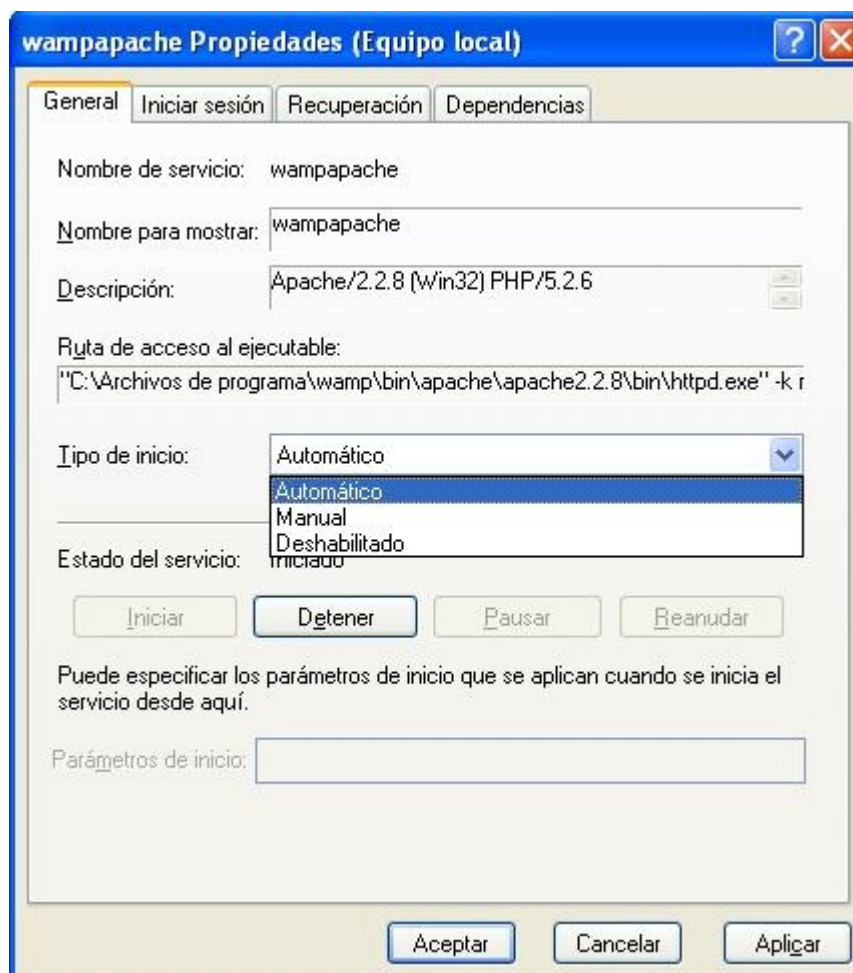 wampapache Propiedades (Equipo local)
General Iniciar sesión Recuperación Dependencias
Nombre de servicio: wampapache
Nombre para mostrar: wampapache
Descripción: Apache/2.2.8 (Win32) PHP/5.2.6
Ruta de acceso al ejecutable:
"C:\Archivos de programa\wamp\bin\apache\apache2.2.8\bin\httpd.exe" -k r
Tipo de inicio: Automático
Automático
Manual
Deshabilitado
Estado del servicio: Iniciado
Iniciar Detener Pausar Reanudar
Puede especificar los parámetros de inicio que se aplican cuando se inicia el
servicio desde aquí.
Parámetros de inicio:
Aceptar Cancelar Aplicar